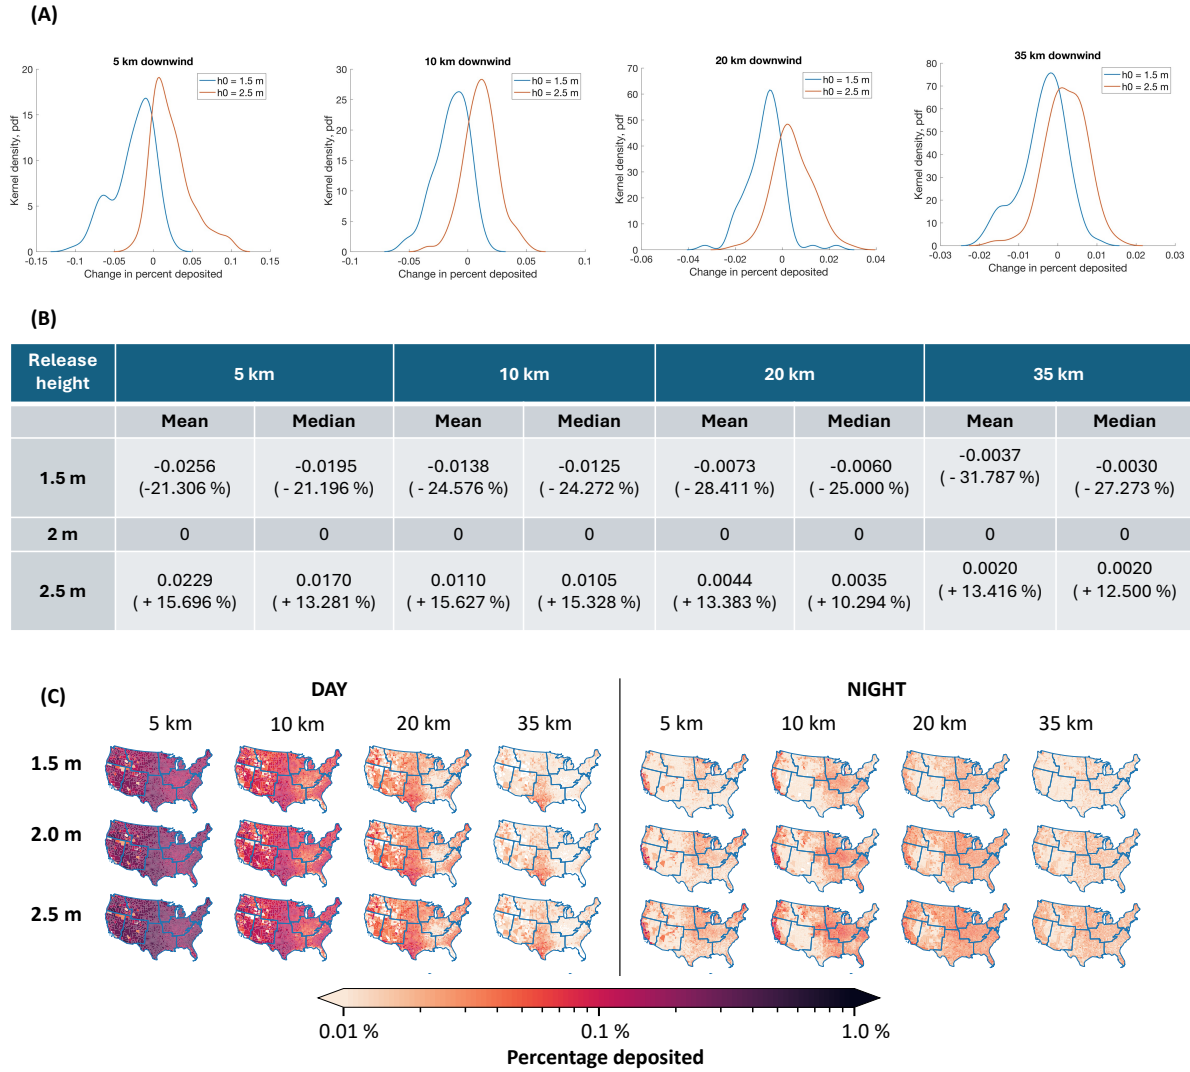 (A)
5 km downwind
h0 = 1.5 m
h0 = 2.5 m
Kernel density, pdf
20
15
10
5
0
-0.15 -0.1 -0.05 0 0.05 0.1 0.15
Change in percent deposited
10 km downwind
h0 = 1.5 m
h0 = 2.5 m
Kernel density, pdf
30
25
20
15
10
5
0
-0.1 -0.05 0 0.05 0.1
Change in percent deposited
20 km downwind
h0 = 1.5 m
h0 = 2.5 m
Kernel density, pdf
70
60
50
40
30
20
10
0
-0.06 -0.04 -0.02 0 0.02 0.04
Change in percent deposited
35 km downwind
h0 = 1.5 m
h0 = 2.5 m
Kernel density, pdf
80
70
60
50
40
30
20
10
0
-0.03 -0.02 -0.01 0 0.01 0.02 0.03
Change in percent deposited
(B)
Release height 5 km 10 km 20 km 35 km
Mean Median Mean Median Mean Median Mean Median
1.5 m -0.0256 -0.0195 -0.0138 -0.0125 -0.0073 -0.0060 -0.0037 -0.0030
(-21.306 %) ( - 21.196 %) ( - 24.576 %) ( - 24.272 %) ( - 28.411 %) ( - 25.000 %) ( - 31.787 %) ( - 27.273 %)
2 m 0 0 0 0 0 0 0 0
2.5 m 0.0229 0.0170 0.0110 0.0105 0.0044 0.0035 0.0020 0.0020
( + 15.696 %) ( + 13.281 %) ( + 15.627 %) ( + 15.328 %) ( + 13.383 %) ( + 10.294 %) ( + 13.416 %) ( + 12.500 %)
(C)
DAY NIGHT
5 km 10 km 20 km 35 km 5 km 10 km 20 km 35 km
1.5 m
2.0 m
2.5 m
0.01 % 0.1 % 1.0 %
Percentage deposited